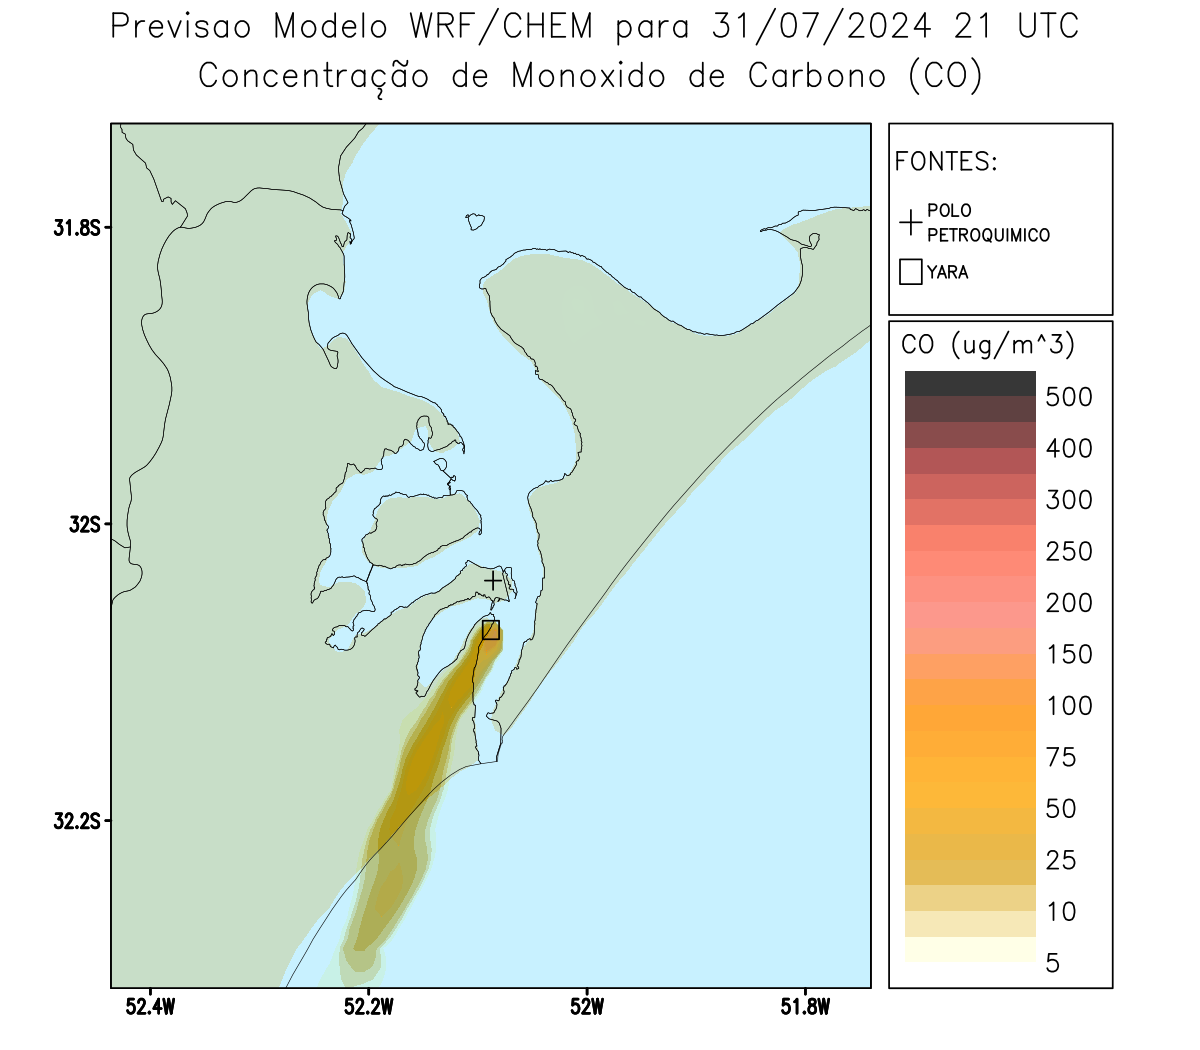 Previsao Modelo WRF/CHEM para 31/07/2024 21 UTC
Concentração de Monoxido de Carbono (CO)
FONTES:
POLO
PETROQUIMICO
YARA
CO (ug/m^3)
500
400
300
250
200
150
100
75
50
25
10
5
31.8S
32S
32.2S
52.4W
52.2W
52W
51.8W